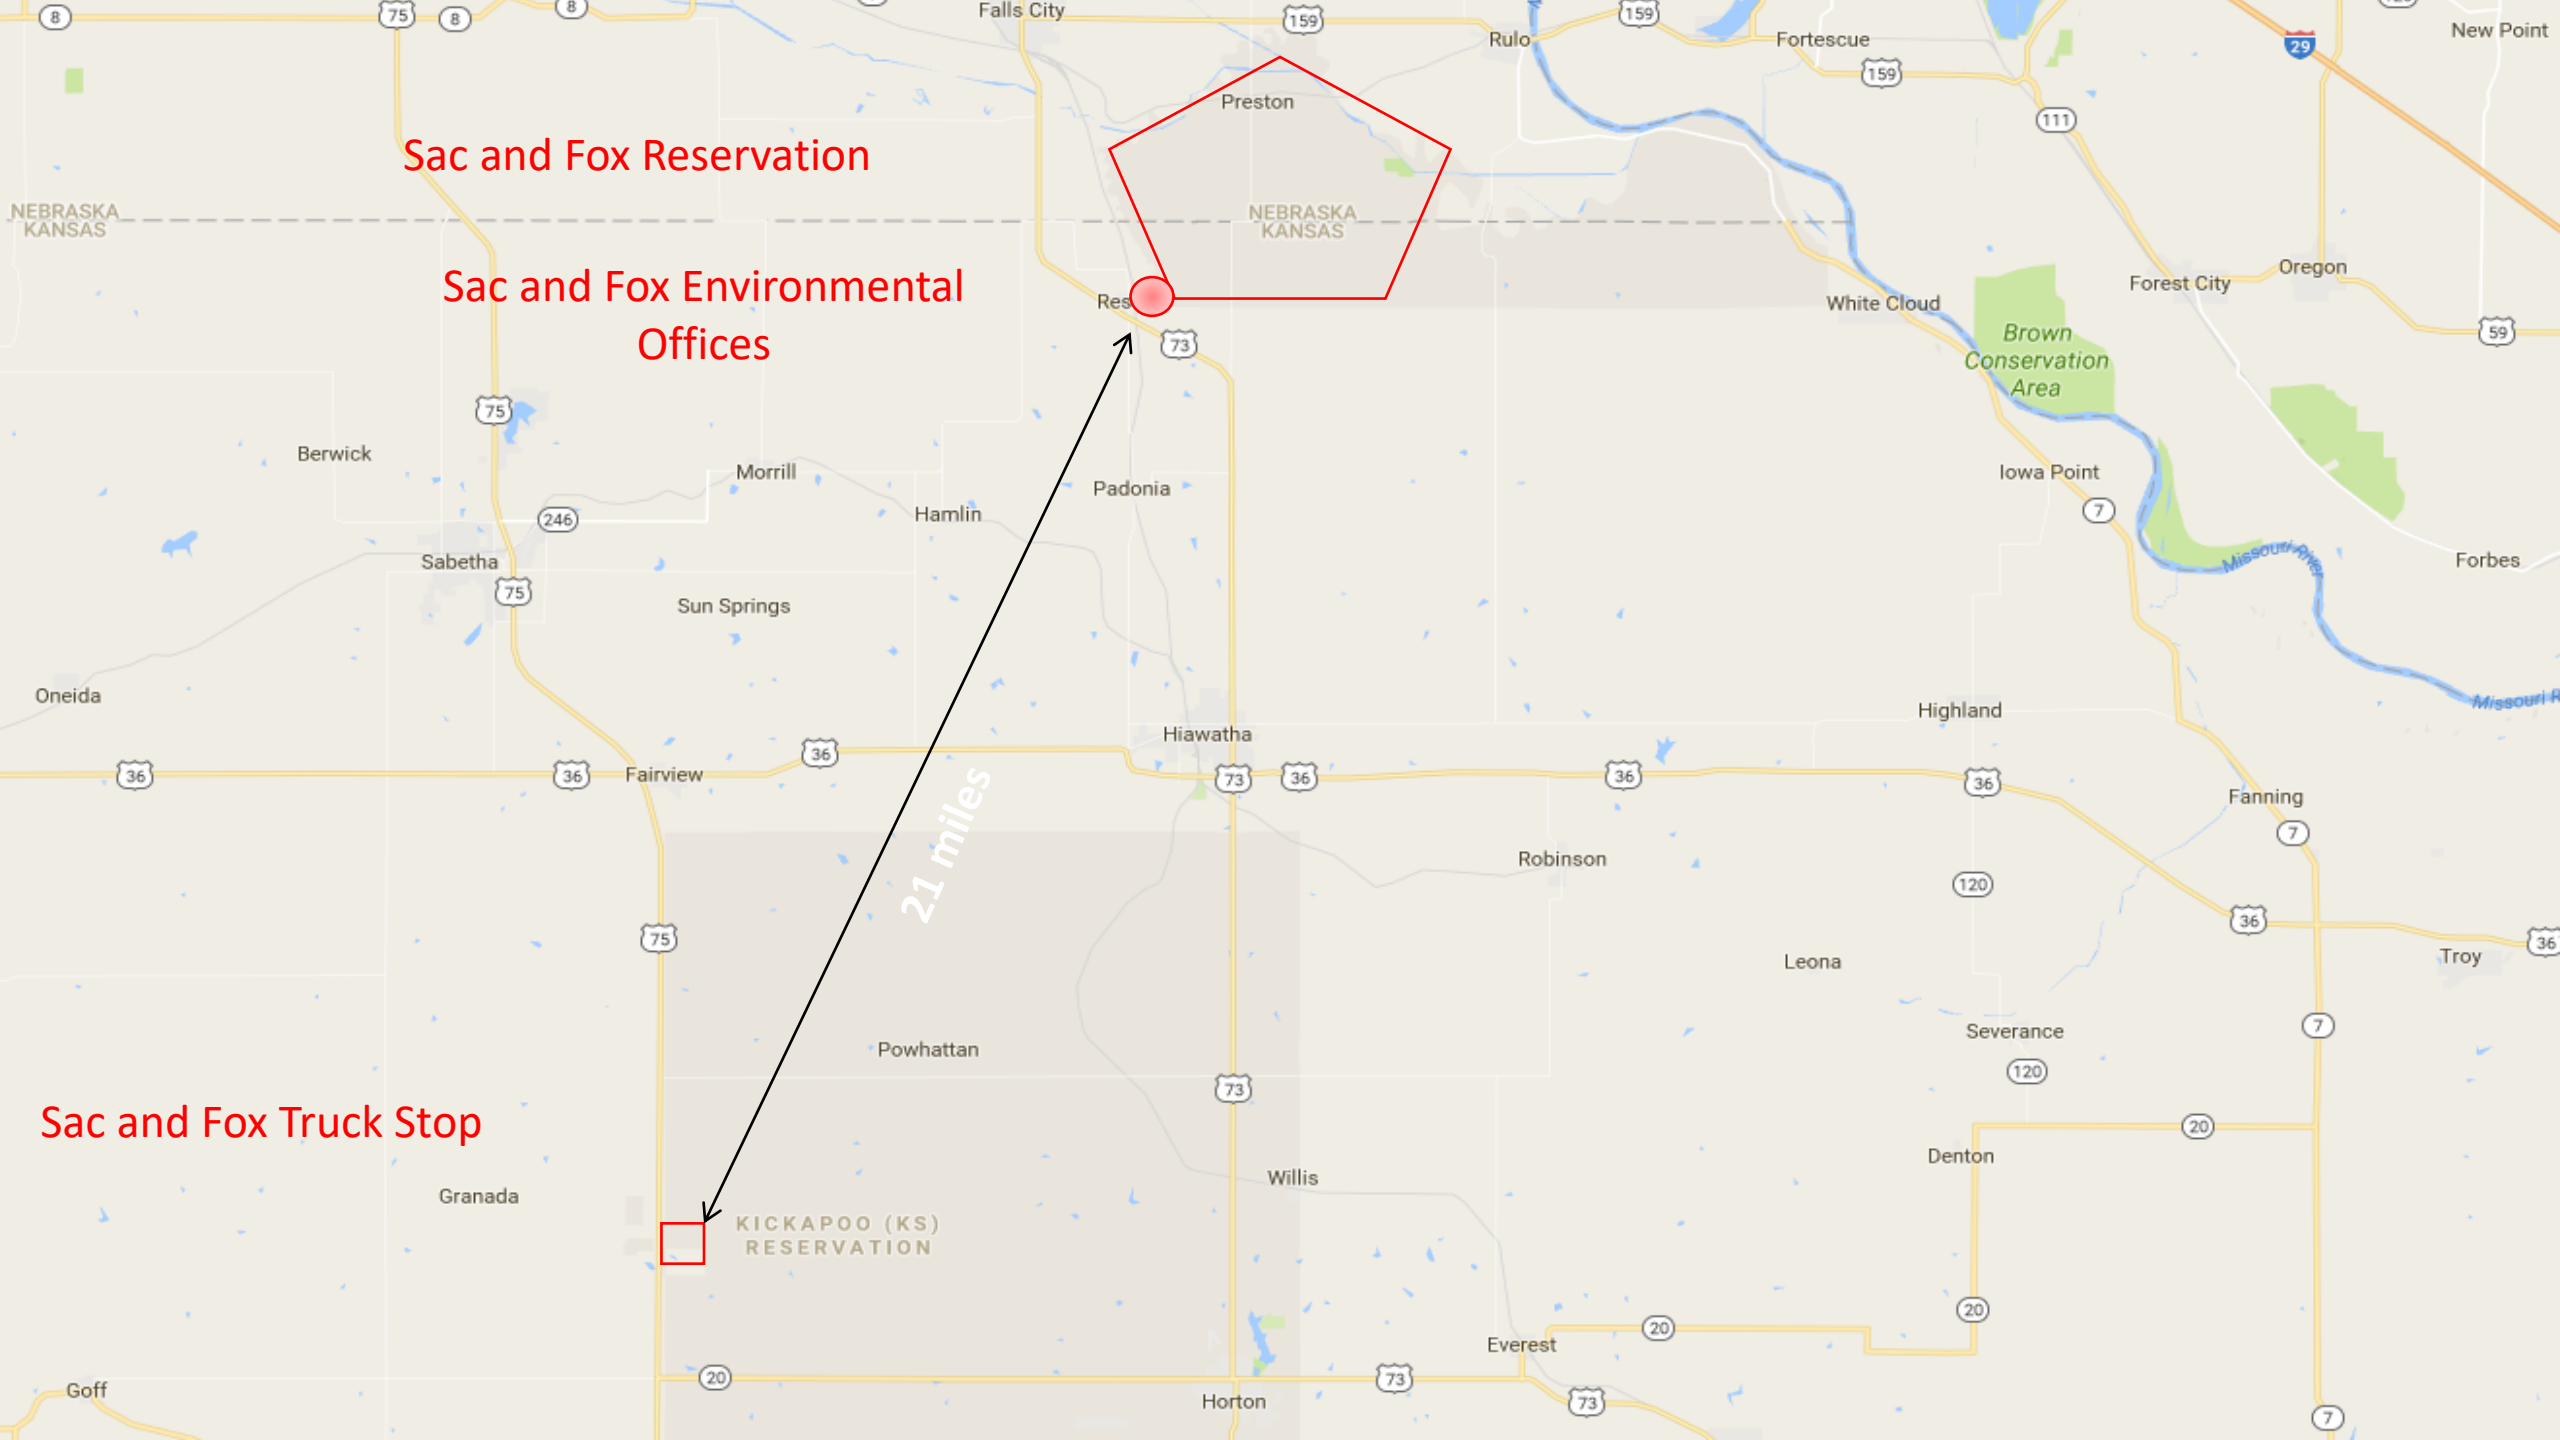 8
75
8
8
Falls City
159
Rulo
159
Fortescue
159
29
New Point
Preston
111
Sac and Fox Reservation
NEBRASKA
KANSAS
NEBRASKA
KANSAS
Sac and Fox Environmental
Offices
Res
73
White Cloud
Forest City
Oregon
59
Brown
Conservation
Area
75
Berwick
Morrill
Padonia
Hamlin
Iowa Point
7
246
Sabetha
75
Sun Springs
Missouri River
Forbes
Oneida
Missouri R
Highland
Hiawatha
36
36
Fairview
36
73
36
36
36
Fanning
7
21 miles
Robinson
120
36
36
Troy
75
Leona
Severance
7
Powhattan
120
73
Sac and Fox Truck Stop
20
Denton
Willis
Granada
KICKAPOO (KS)
RESERVATION
20
20
Everest
20
73
Goff
Horton
73
7